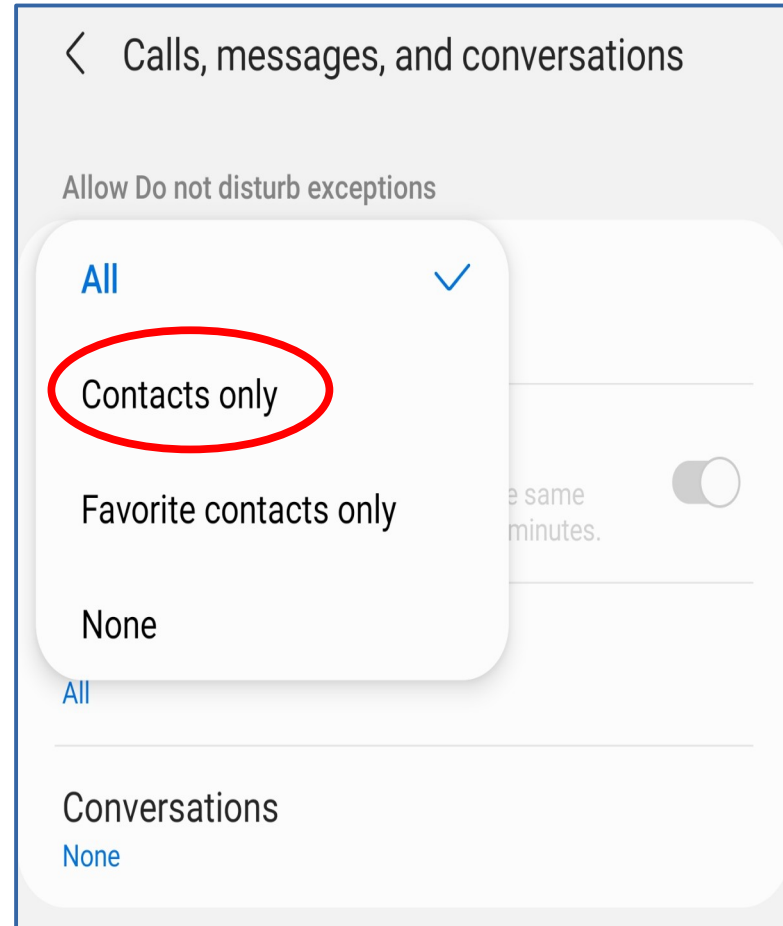 Calls, messages, and conversations
Allow Do not disturb exceptions
All
Contacts only
Favorite contacts only
e same
minutes.
None
All
Conversations
None